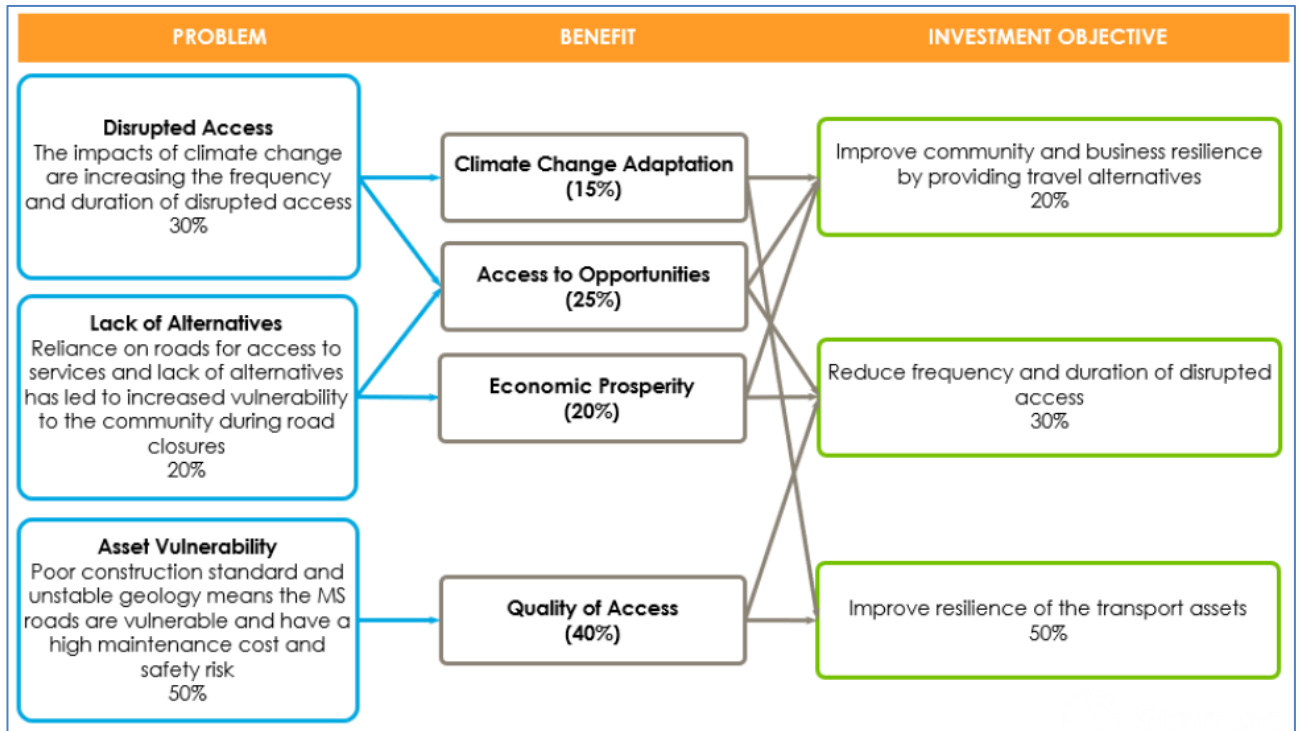 PROBLEM
BENEFIT
INVESTMENT OBJECTIVE
Disrupted Access
The impacts of climate change
are increasing the frequency
and duration of disrupted access
30%
Lack of Alternatives
Reliance on roads for access to
services and lack of alternatives
has led to increased vulnerability
to the community during road
closures
20%
Asset Vulnerability
Poor construction standard and
unstable geology means the MS
roads are vulnerable and have a
high maintenance cost and
safety risk
50%
Climate Change Adaptation
(15%)
Access to Opportunities
(25%)
Economic Prosperity
(20%)
Quality of Access
(40%)
Improve community and business resilience
by providing travel alternatives
20%
Reduce frequency and duration of disrupted
access
30%
Improve resilience of the transport assets
50%